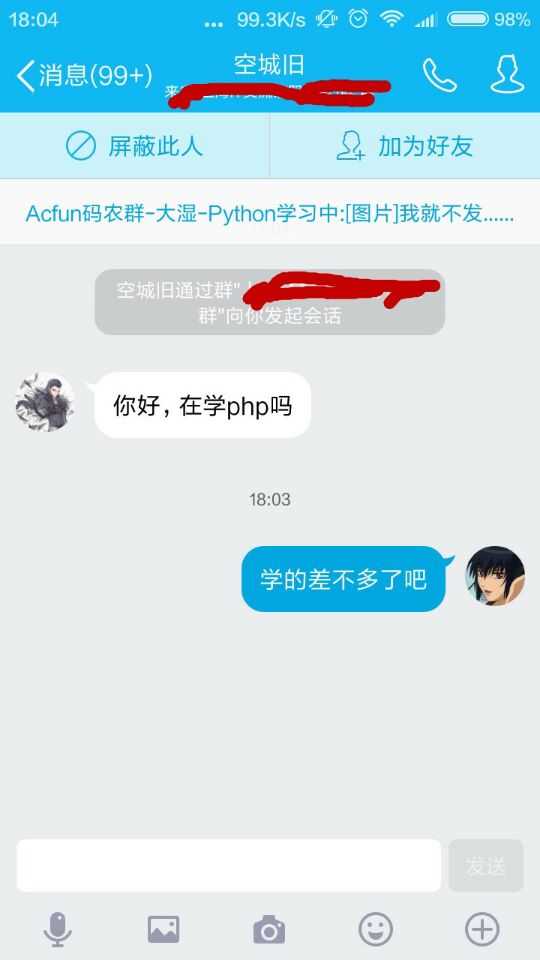 18:04
... 99.3K/s 98%
消息(99+)
空城旧
屏蔽此人
加为好友
Acfun码农群-大湿-Python学习中:[图片]我就不发......
空城旧通过群"
群"向你发起会话
你好，在学php吗
18:03
学的差不多了吧
发送